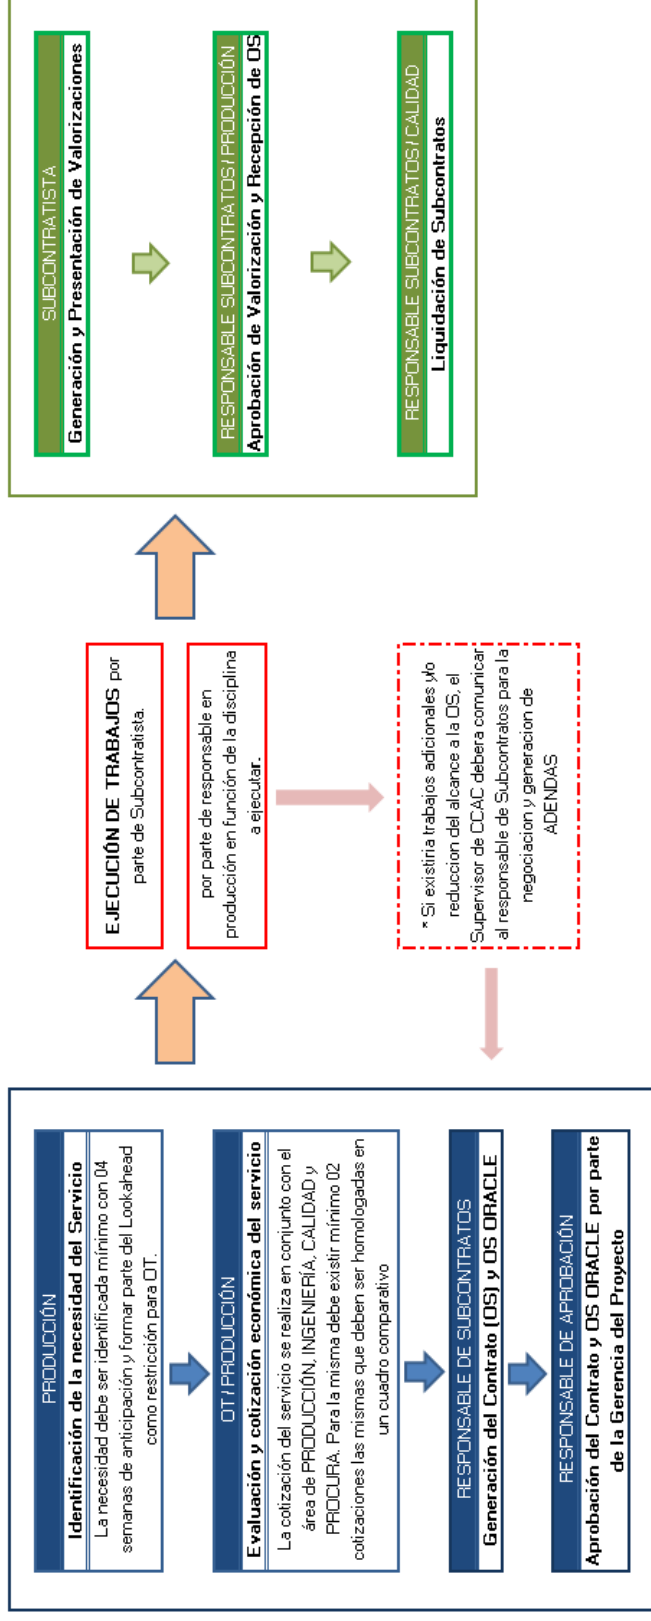 PRODUCCIÓN
Identificación de la necesidad del Servicio
La necesidad debe ser identificada mínimo con 04
semanas de anticipación y formar parte del Lookahead
como restricción para OT.
OT / PRODUCCIÓN
Evaluación y cotización económica del servicio
La cotización del servicio se realiza en conjunto con el
área de PRODUCCIÓN, INGENIERÍA, CALIDAD y
PROCURA. Para la misma debe existir mínimo 02
cotizaciones las mismas que deben ser homologadas en
un cuadro comparativo
RESPONSABLE DE SUBCONTRATOS
Generación del Contrato (OS) y OS ORACLE
RESPONSABLE DE APROBACIÓN
Aprobación del Contrato y OS ORACLE por parte
de la Gerencia del Proyecto
EJECUCIÓN DE TRABAJOS por
parte de Subcontratista.
por parte de responsable en
producción en función de la disciplina
a ejecutar.
* Si existiria trabajos adicionales y/o
reduccion del alcance a la OS, el
Supervisor de CCAC debera comunicar
al responsable de Subcontratos para la
negociacion y generacion de
ADENDAS
SUBCONTRATISTA
Generación y Presentación de Valorizaciones
RESPONSABLE SUBCONTRATOS / PRODUCCIÓN
Aprobación de Valorización y Recepción de OS
RESPONSABLE SUBCONTRATOS / CALIDAD
Liquidación de Subcontratos